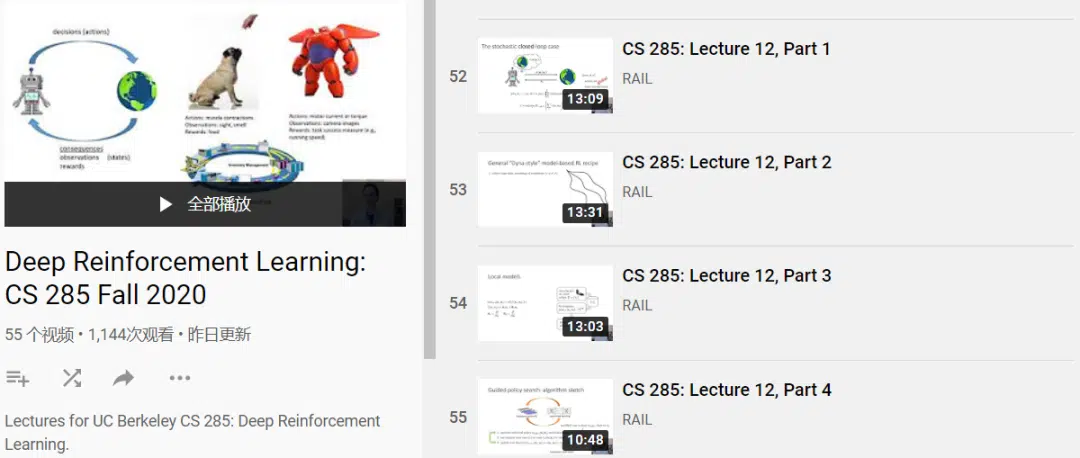 decisions (actions)
consequences
observations (states)
rewards
Actions: muscle contractions
Observations: sight, smell
Rewards: food
Actions: motor current or torque
Observations: camera images
Rewards: task success measure (e.g.,
running speed)
Inventory Management
全部播放
Deep Reinforcement Learning:
CS 285 Fall 2020
55 个视频 • 1,144次观看 • 昨日更新
Lectures for UC Berkeley CS 285: Deep Reinforcement
Learning.
52
The stochastic closed-loop case
13:09
CS 285: Lecture 12, Part 1
RAIL
53
General "Dyna-style" model-based RL recipe
13:31
CS 285: Lecture 12, Part 2
RAIL
54
Local models
13:03
CS 285: Lecture 12, Part 3
RAIL
55
Guided policy search: algorithm sketch
10:48
CS 285: Lecture 12, Part 4
RAIL